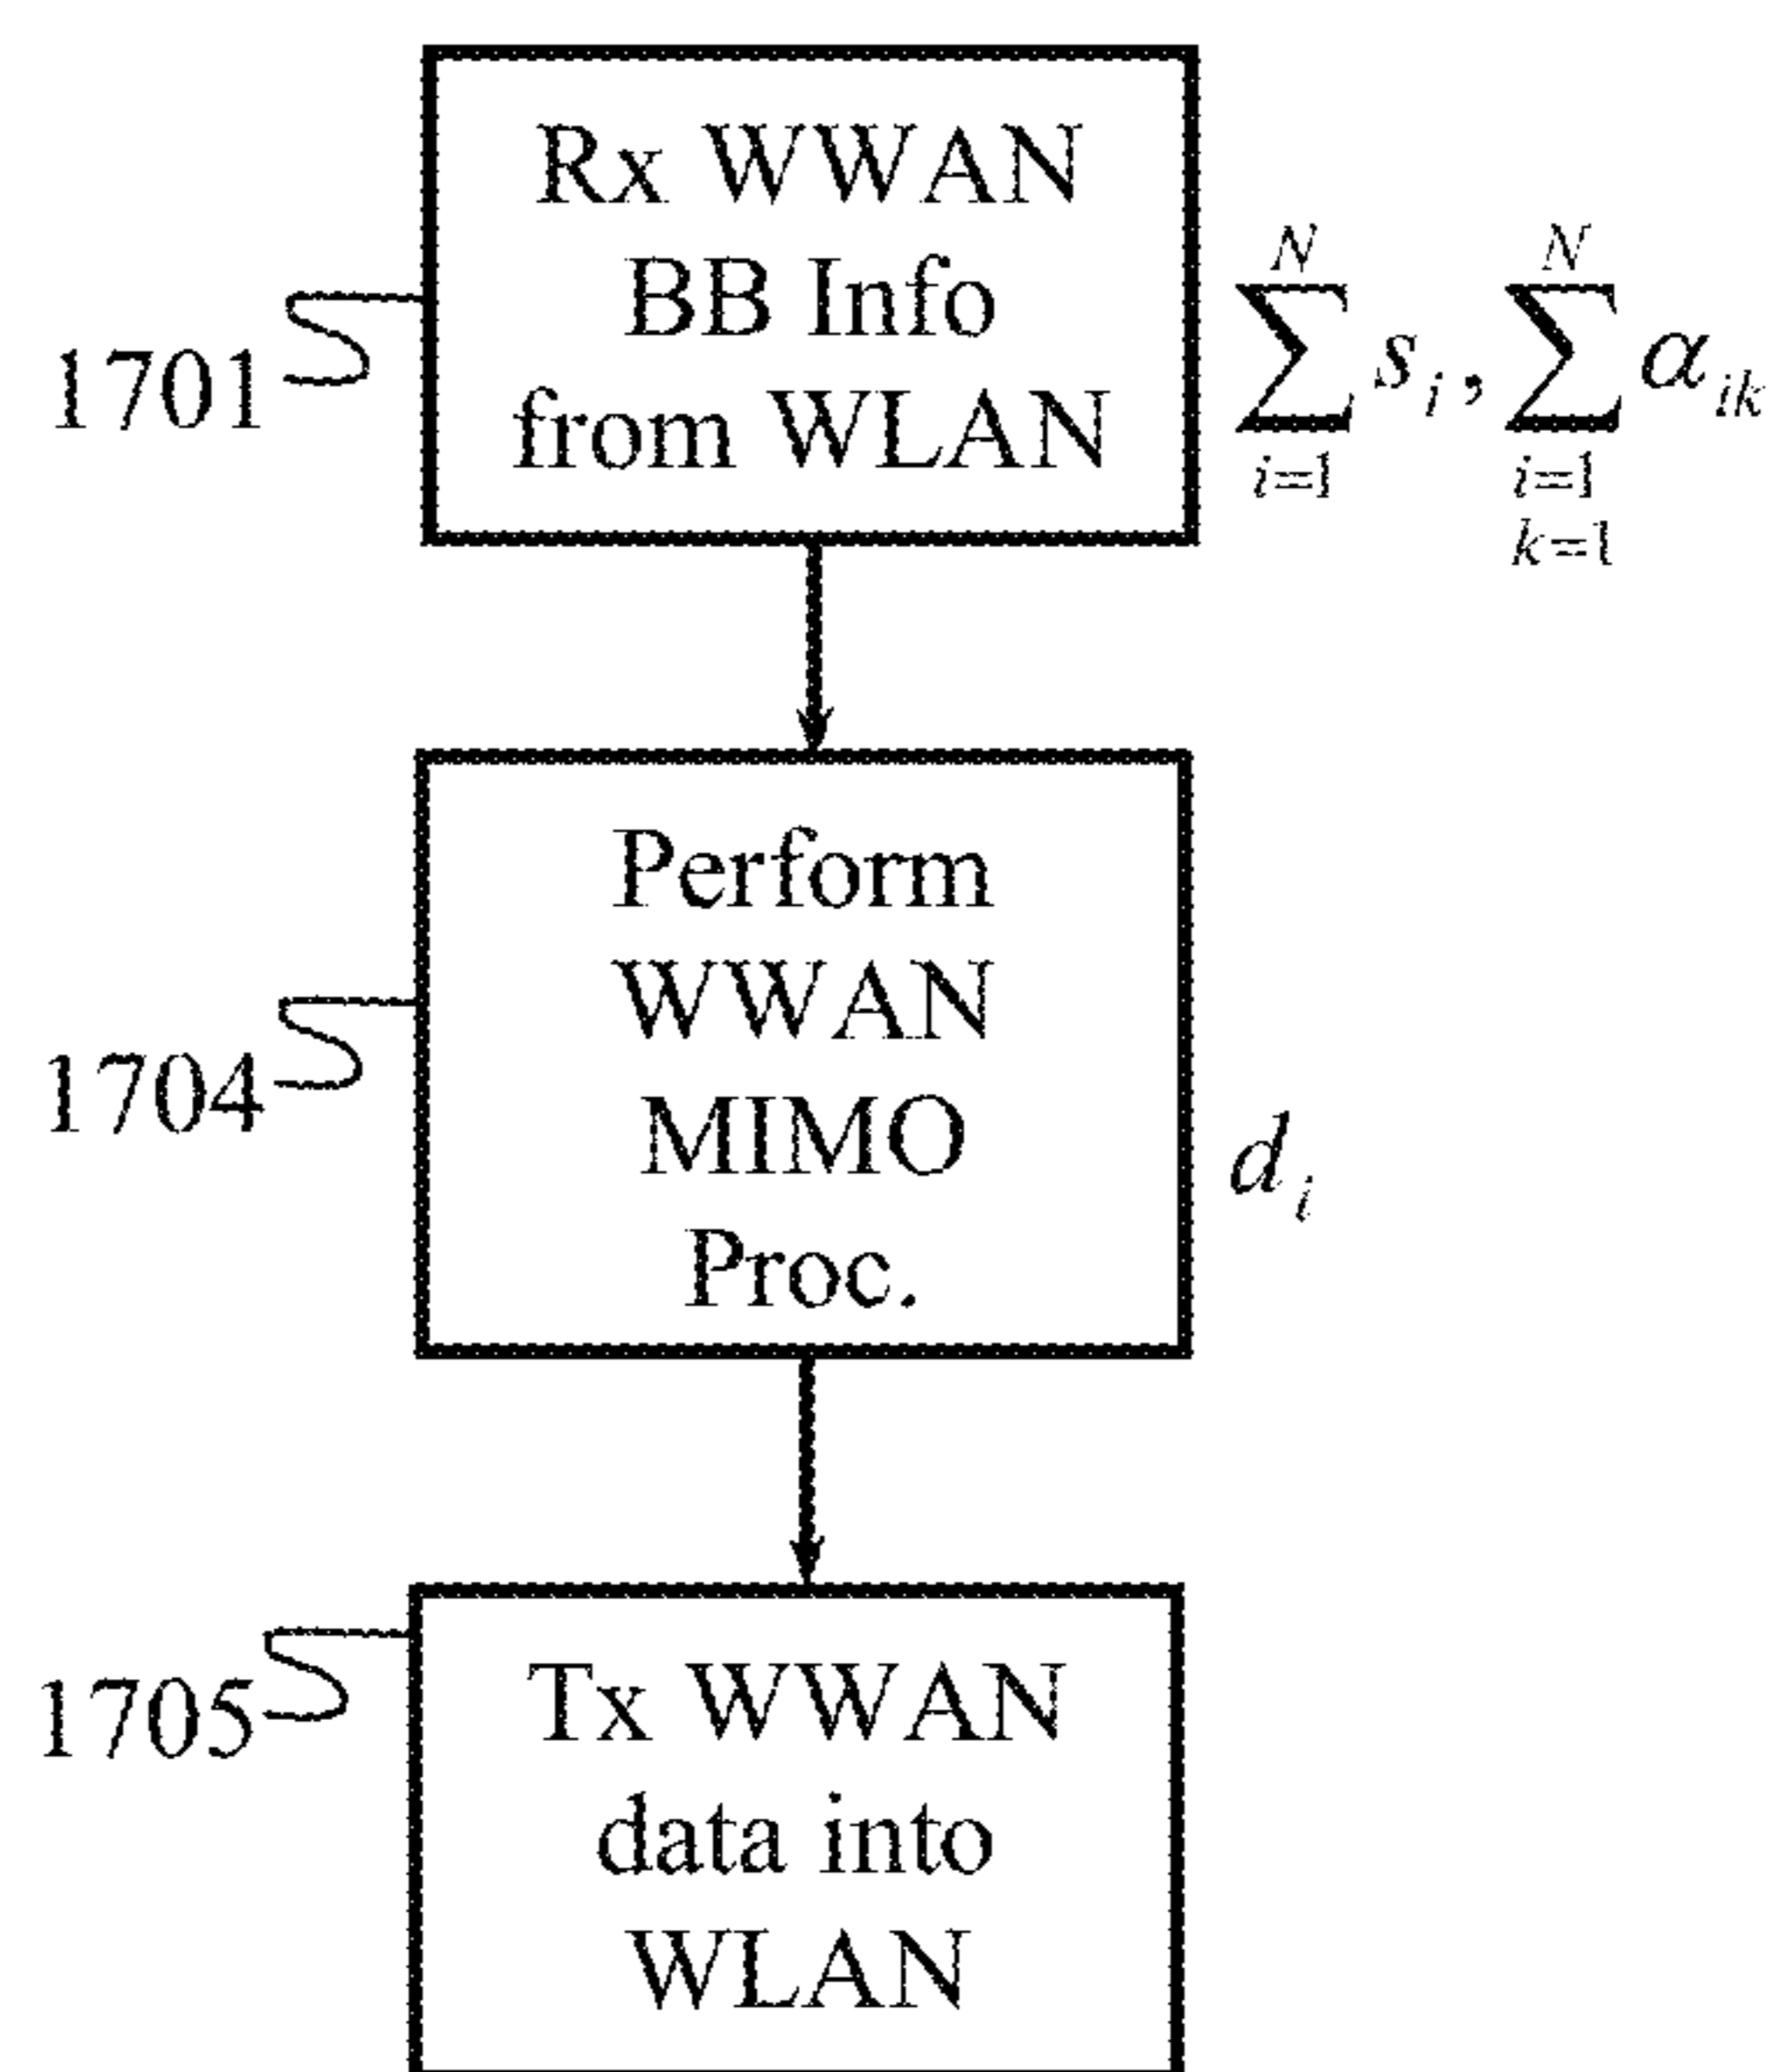 Rx WWAN
BB Info
from WLAN
1701
N N
∑ s_i, ∑ α_ik
i=1 i=1
k=1
Perform
WWAN
MIMO
Proc.
1704
d_i
Tx WWAN
data into
WLAN
1705